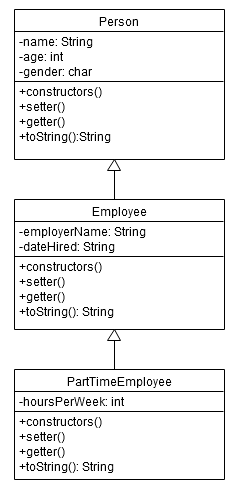 Person
-name: String
-age: int
-gender: char
+constructors()
+setter()
+getter()
+toString():String
Employee
-employerName: String
-dateHired: String
+constructors()
+setter()
+getter()
+toString(): String
PartTimeEmployee
-hoursPerWeek: int
+constructors()
+setter()
+getter()
+toString(): String